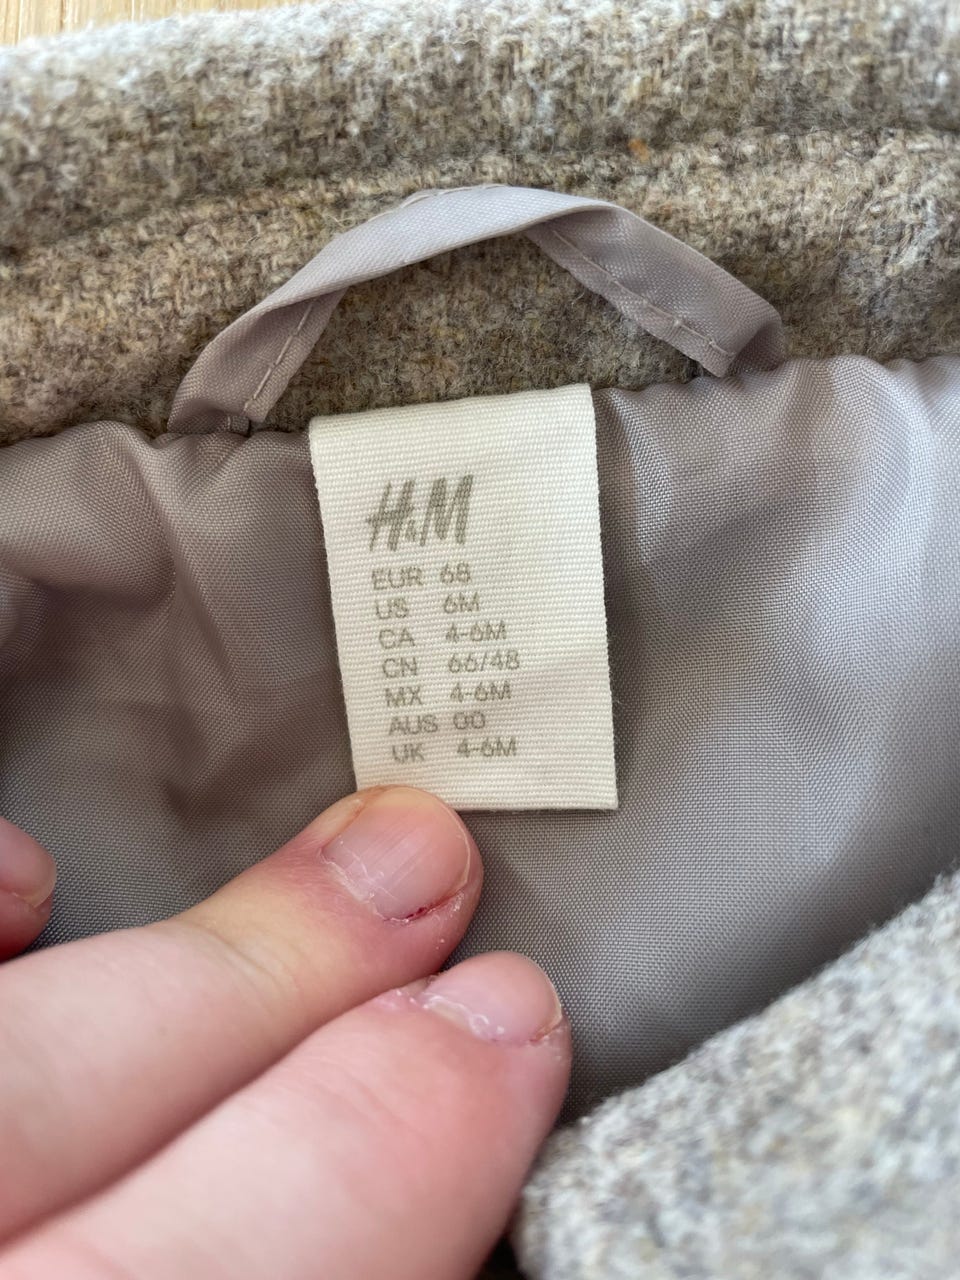 H&M
EUR 68
US 6M
CA 4-6M
CN 66/48
MX 4-6M
AUS 00
UK 4-6M